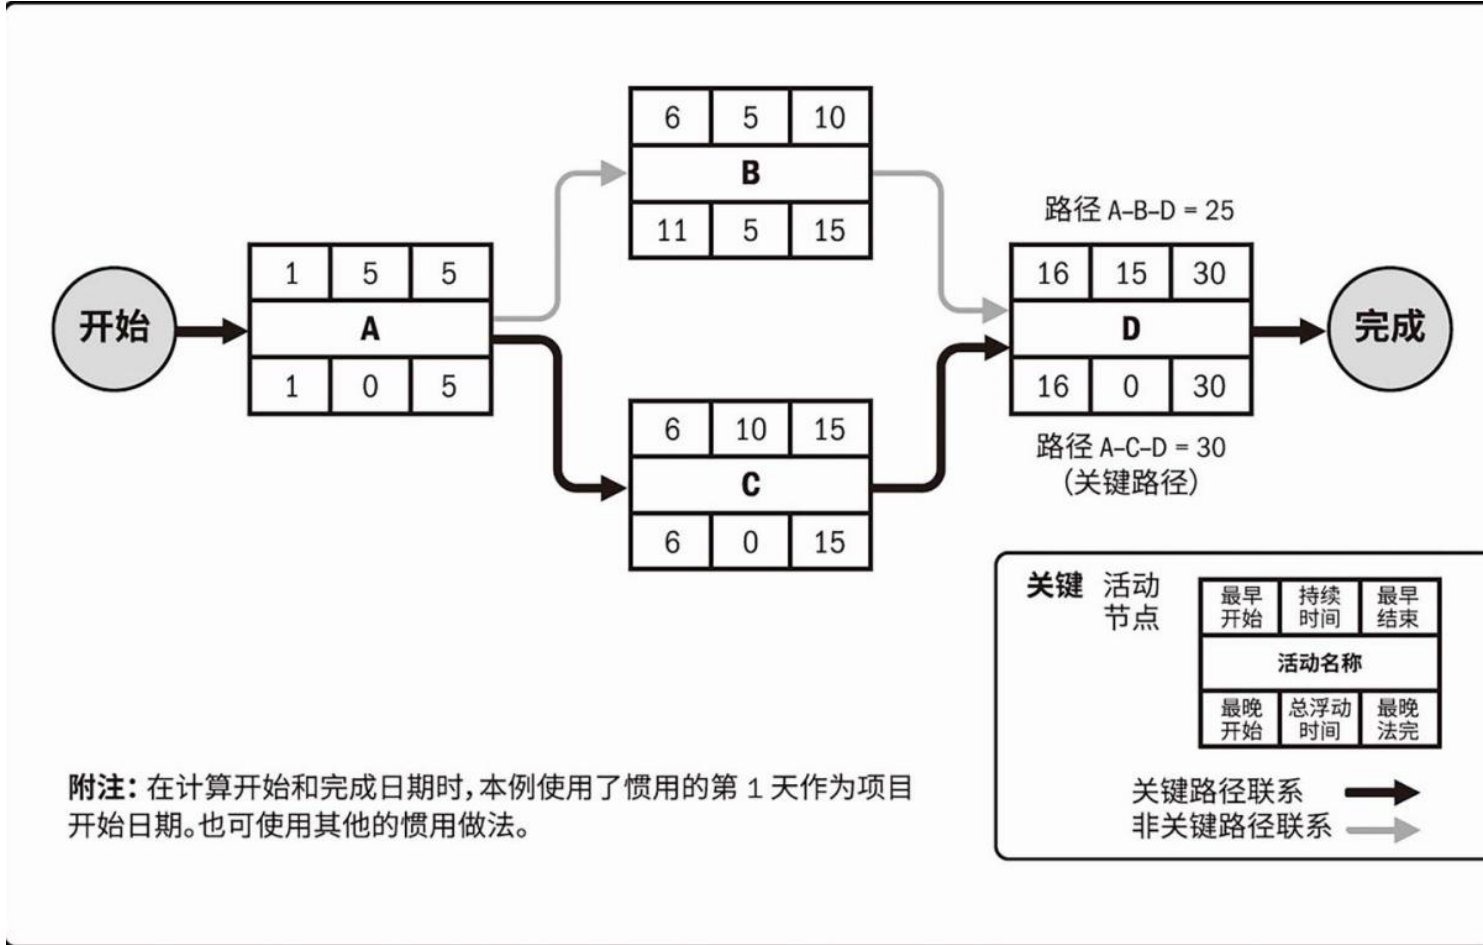 6 5 10
B
11 5 15
路径 A-B-D = 25
1 5 5
A
1 0 5
开始
16 15 30
D
16 0 30
完成
路径 A-C-D = 30
（关键路径）
6 10 15
C
6 0 15
关键 活动
节点
最早 持续 最早
开始 时间 结束
活动名称
最晚 总浮动 最晚
开始 时间 法完
关键路径联系
非关键路径联系
附注：在计算开始和完成日期时，本例使用了惯用的第 1 天作为项目
开始日期。也可使用其他的惯用做法。